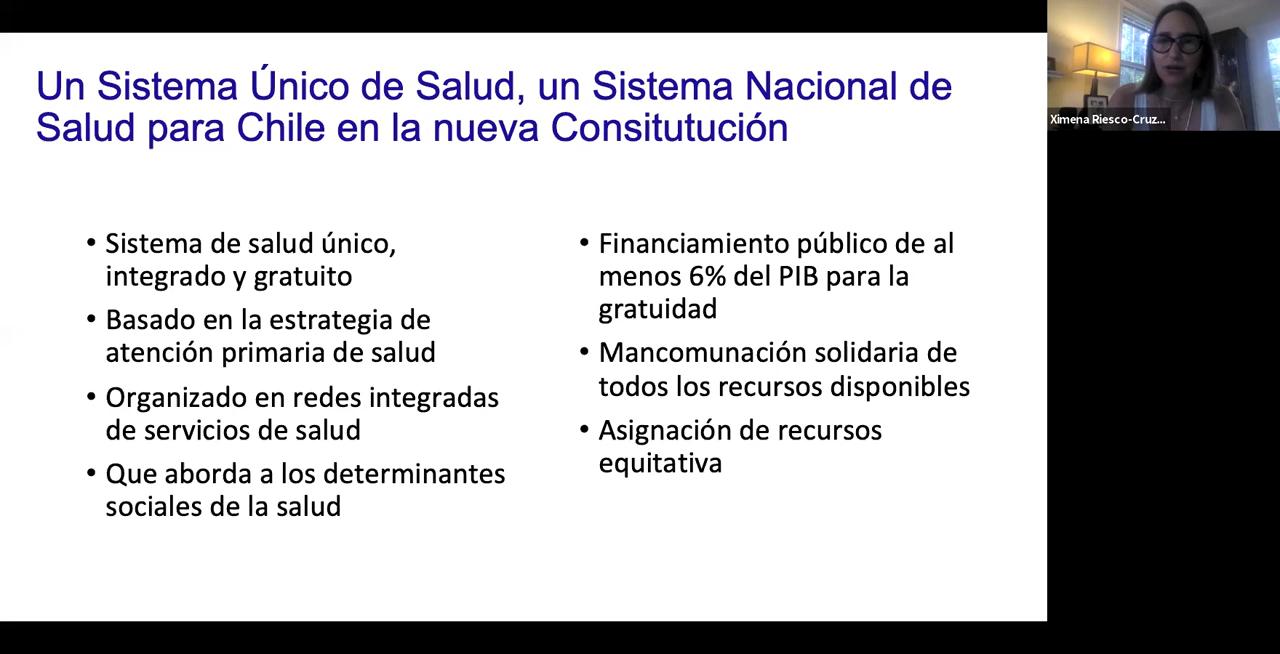 Un Sistema Único de Salud, un Sistema Nacional de
Salud para Chile en la nueva Consitutución
• Sistema de salud único,
integrado y gratuito
• Basado en la estrategia de
atención primaria de salud
• Organizado en redes integradas
de servicios de salud
• Que aborda a los determinantes
sociales de la salud
• Financiamiento público de al
menos 6% del PIB para la
gratuidad
• Mancomunación solidaria de
todos los recursos disponibles
• Asignación de recursos
equitativa
Ximena Riesco-Cruz...